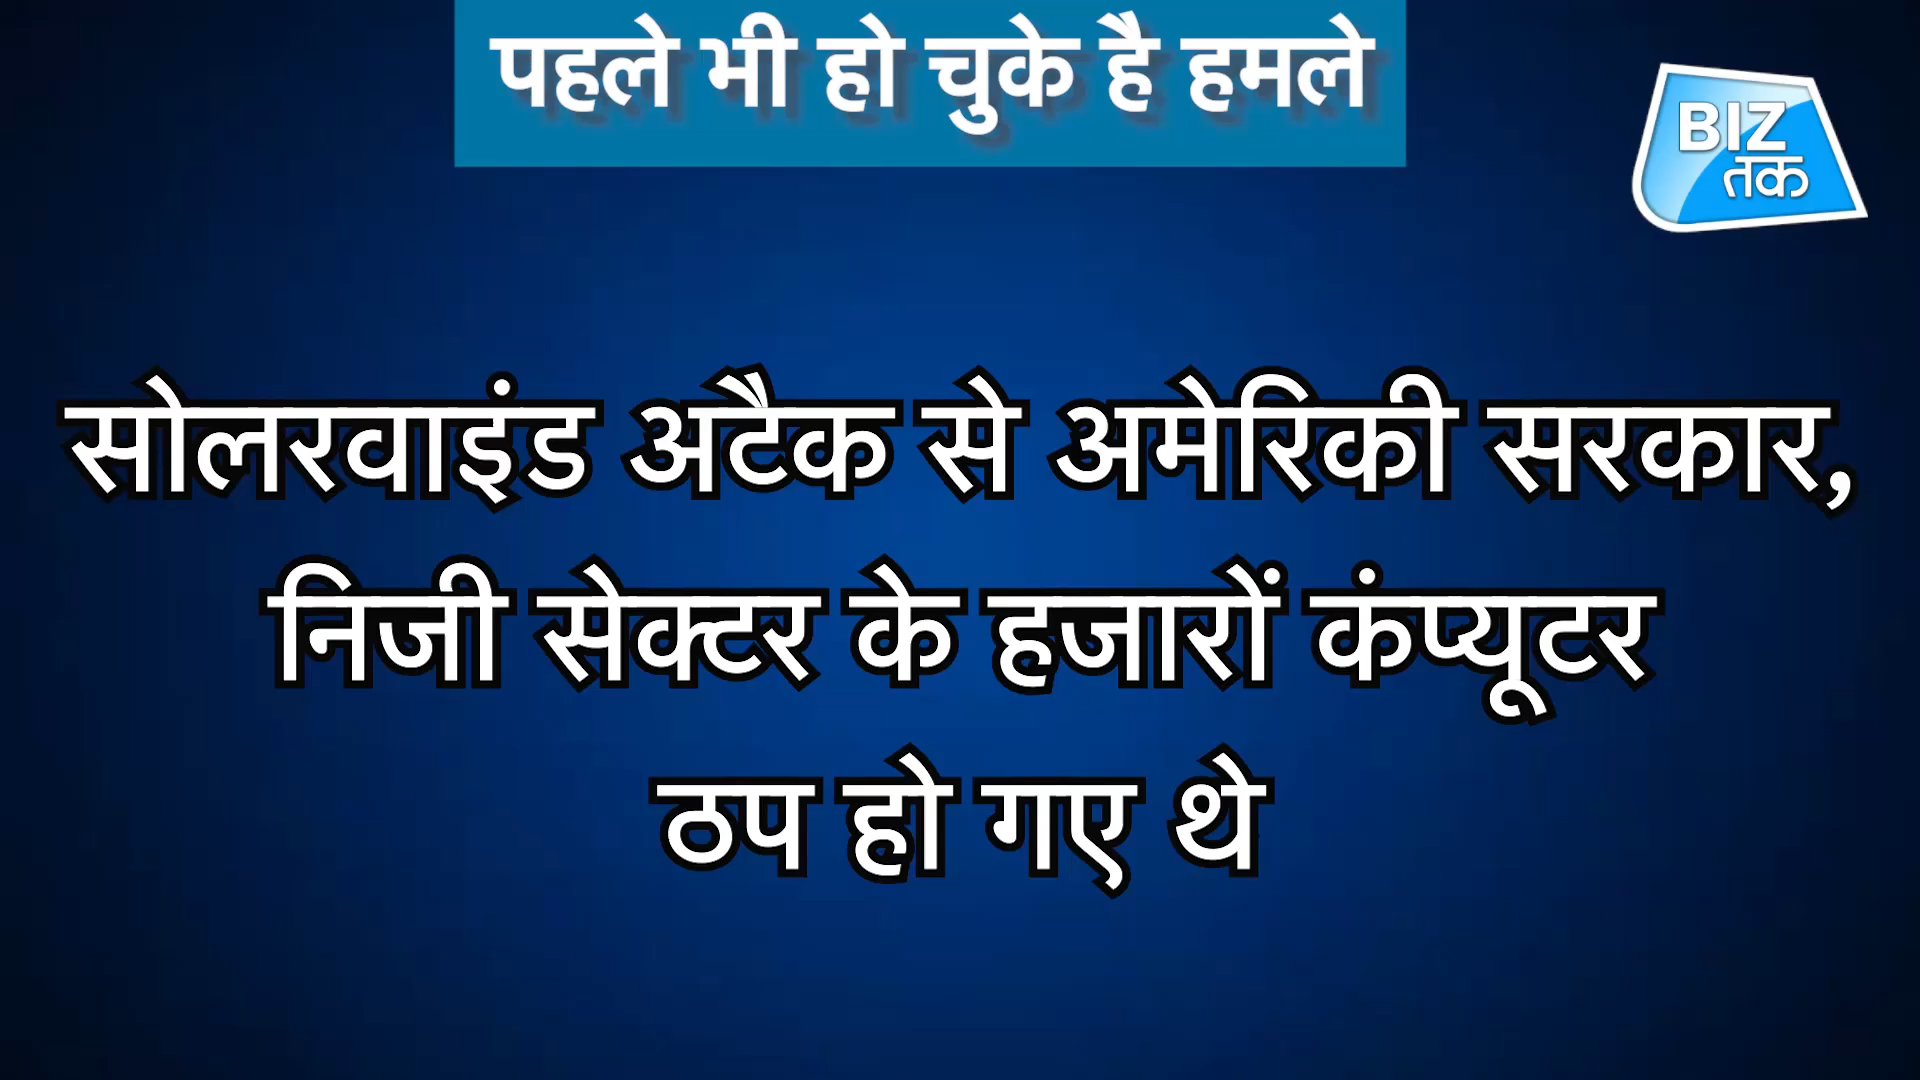 पहले भी हो चुके है हमले
BIZ
तक
सोलरवाइंड अटैक से अमेरिकी सरकार,
निजी सेक्टर के हजारों कंप्यूटर
ठप हो गए थे